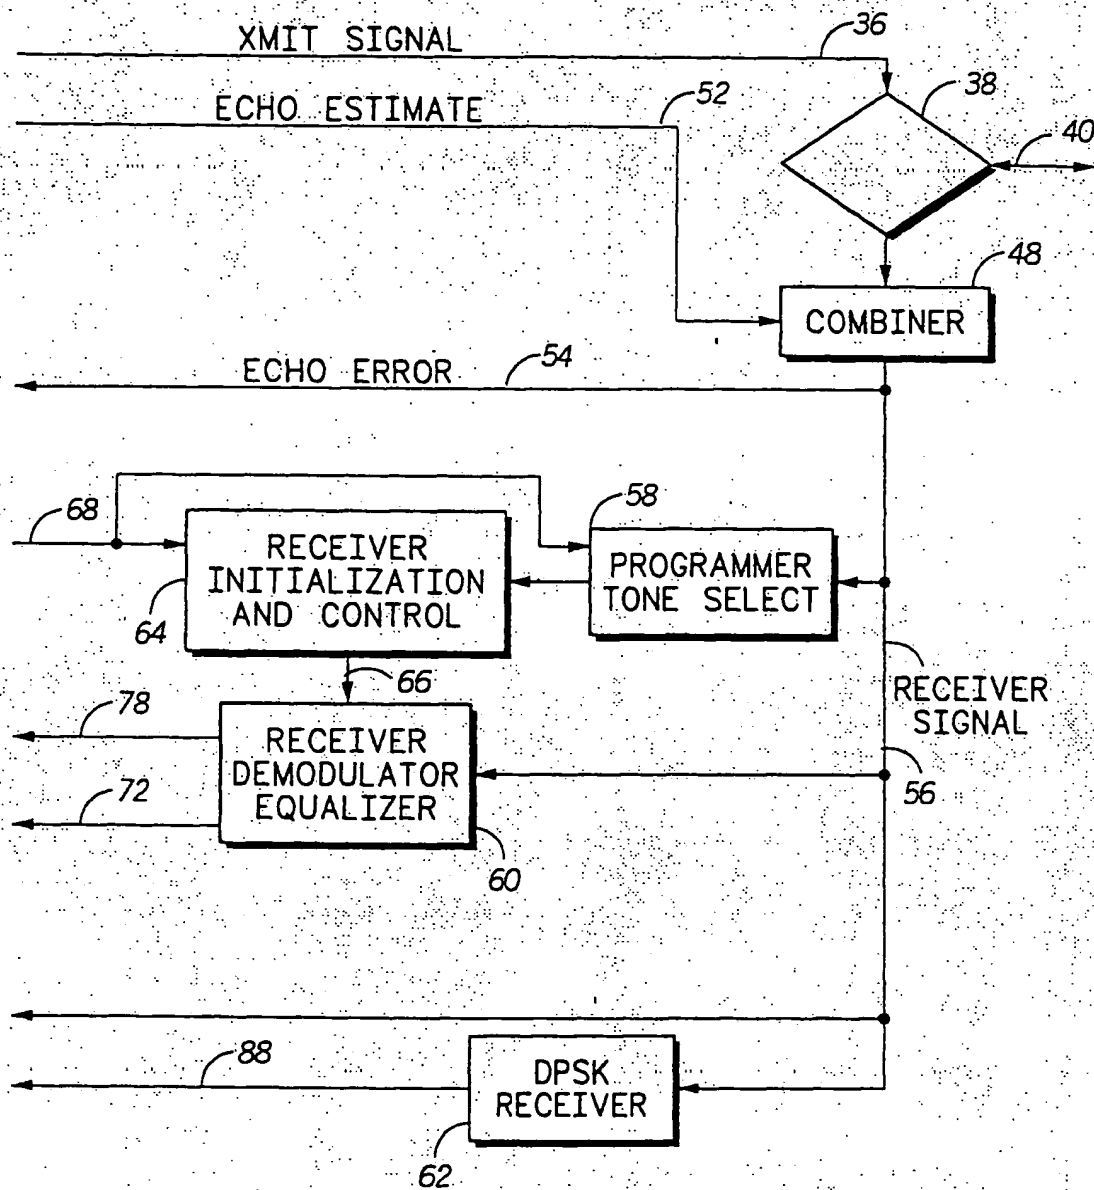 XMIT SIGNAL
36
ECHO ESTIMATE
52
38
40
48
COMBINER
ECHO ERROR
54
68
58
RECEIVER
INITIALIZATION
AND CONTROL
PROGRAMMER
TONE SELECT
64
66
RECEIVER
SIGNAL
78
RECEIVER
DEMODULATOR
EQUALIZER
72
56
60
88
DPSK
RECEIVER
62